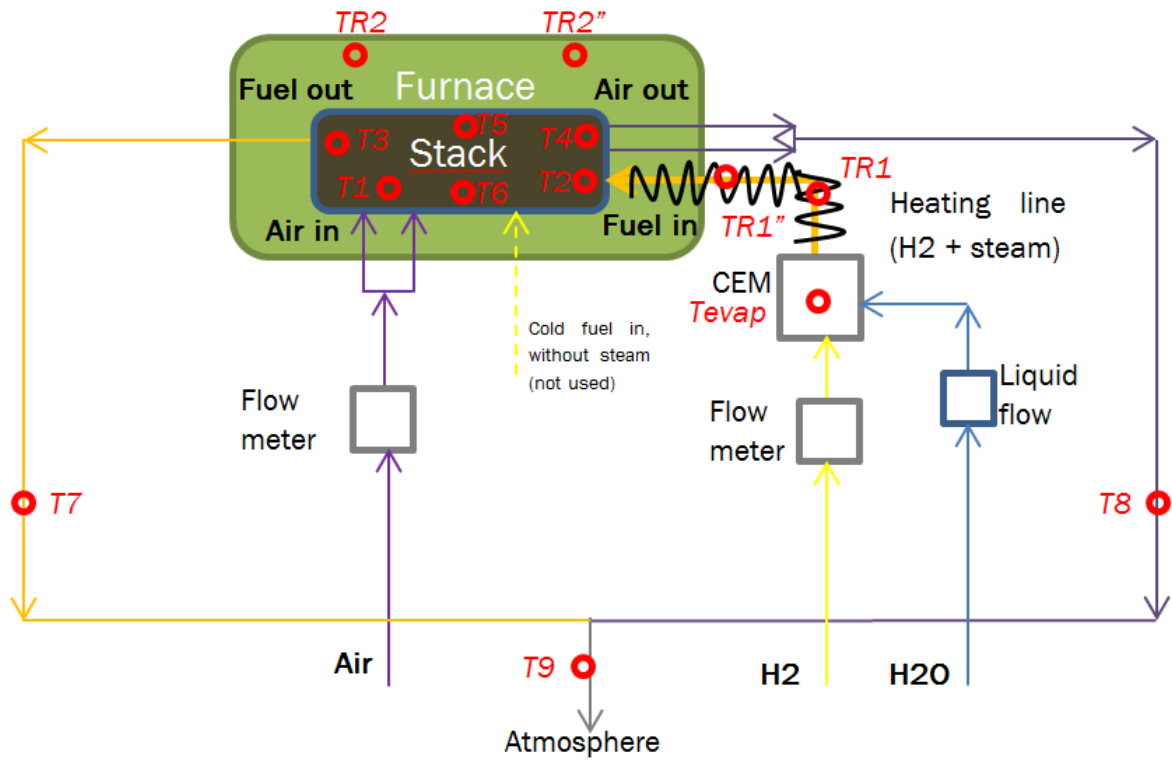 TR2
TR2”
Fuel out
Furnace
Air out
T3
T5
T4
Stack
T1
T6
T2
TR1
Air in
Fuel in
TR1”
Heating line
(H2 + steam)
CEM
Tevap
Cold fuel in,
without steam
(not used)
Flow
meter
Flow
meter
Liquid
flow
T7
T8
Air
T9
H2
H2O
Atmosphere